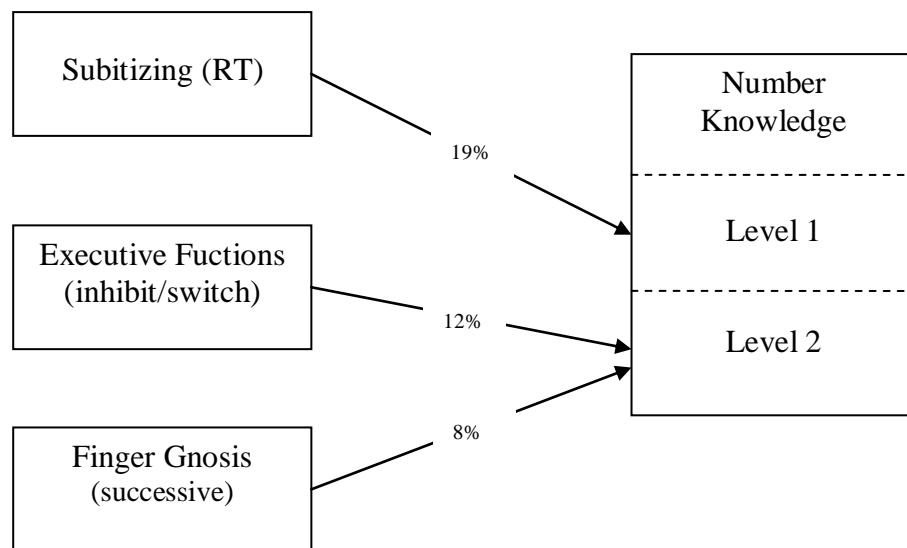 Subitizing (RT)
19%
Executive Fuctions
(inhibit/switch)
12%
Finger Gnosis
(successive)
8%
Number
Knowledge
Level 1
Level 2